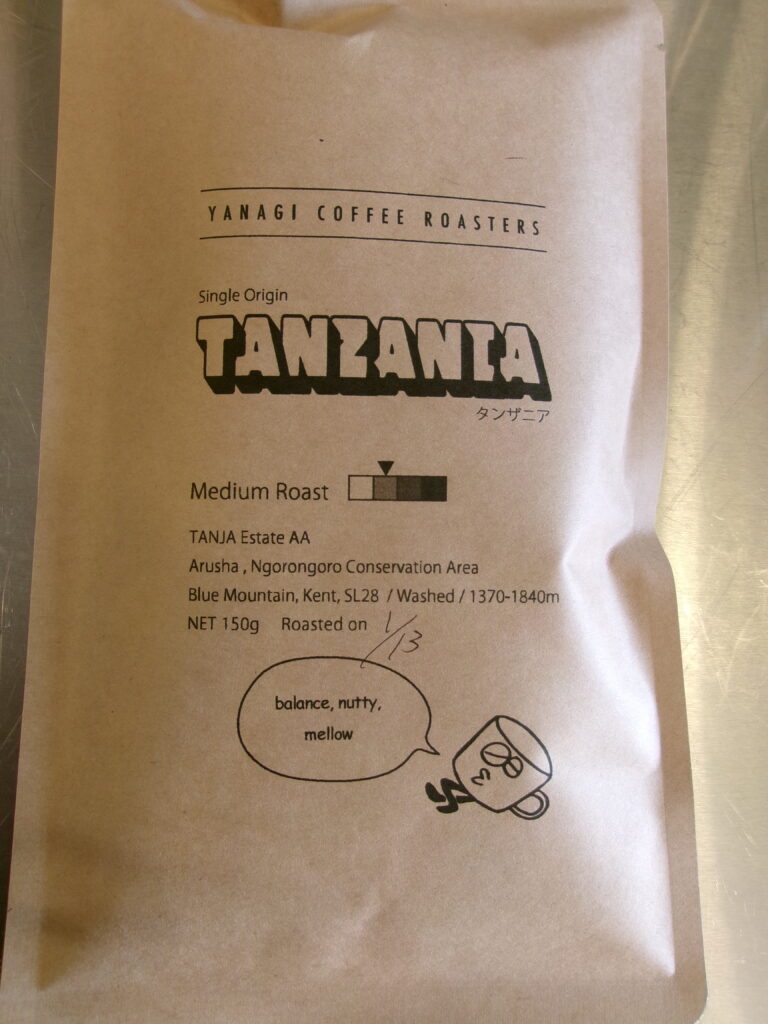 YANAGI COFFEE ROASTERS
Single Origin
TANZANIA
タンザニア
Medium Roast
TANJA Estate AA
Arusha , Ngorongoro Conservation Area
Blue Mountain, Kent, SL28 / Washed / 1370-1840m
NET 150g Roasted on 1/13
balance, nutty,
mellow